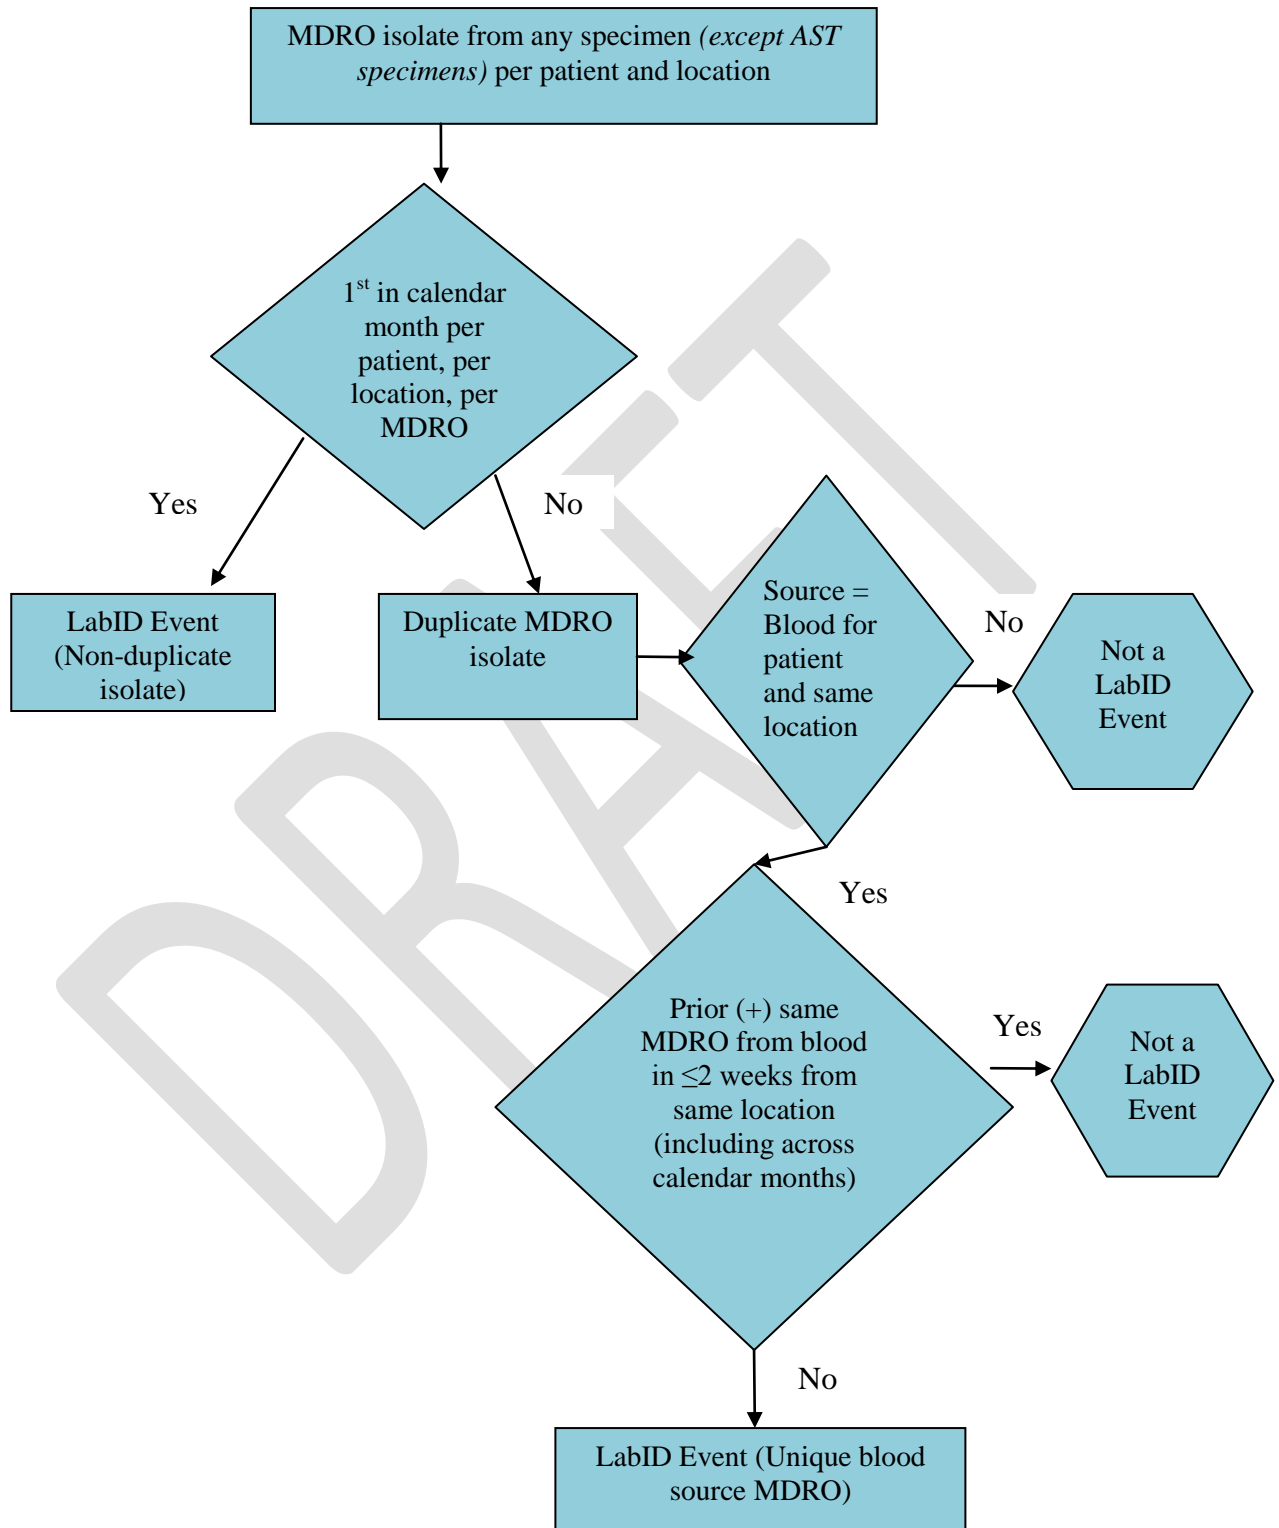 MDRO isolate from any specimen (except AST
specimens) per patient and location
1st in calendar
month per
patient, per
location, per
MDRO
Yes
No
LabID Event
(Non-duplicate
isolate)
Duplicate MDRO
isolate
Source =
Blood for
patient
and same
location
No
Not a
LabID
Event
Yes
Prior (+) same
MDRO from blood
in ≤2 weeks from
same location
(including across
calendar months)
Yes
Not a
LabID
Event
No
LabID Event (Unique blood
source MDRO)
DRAFT